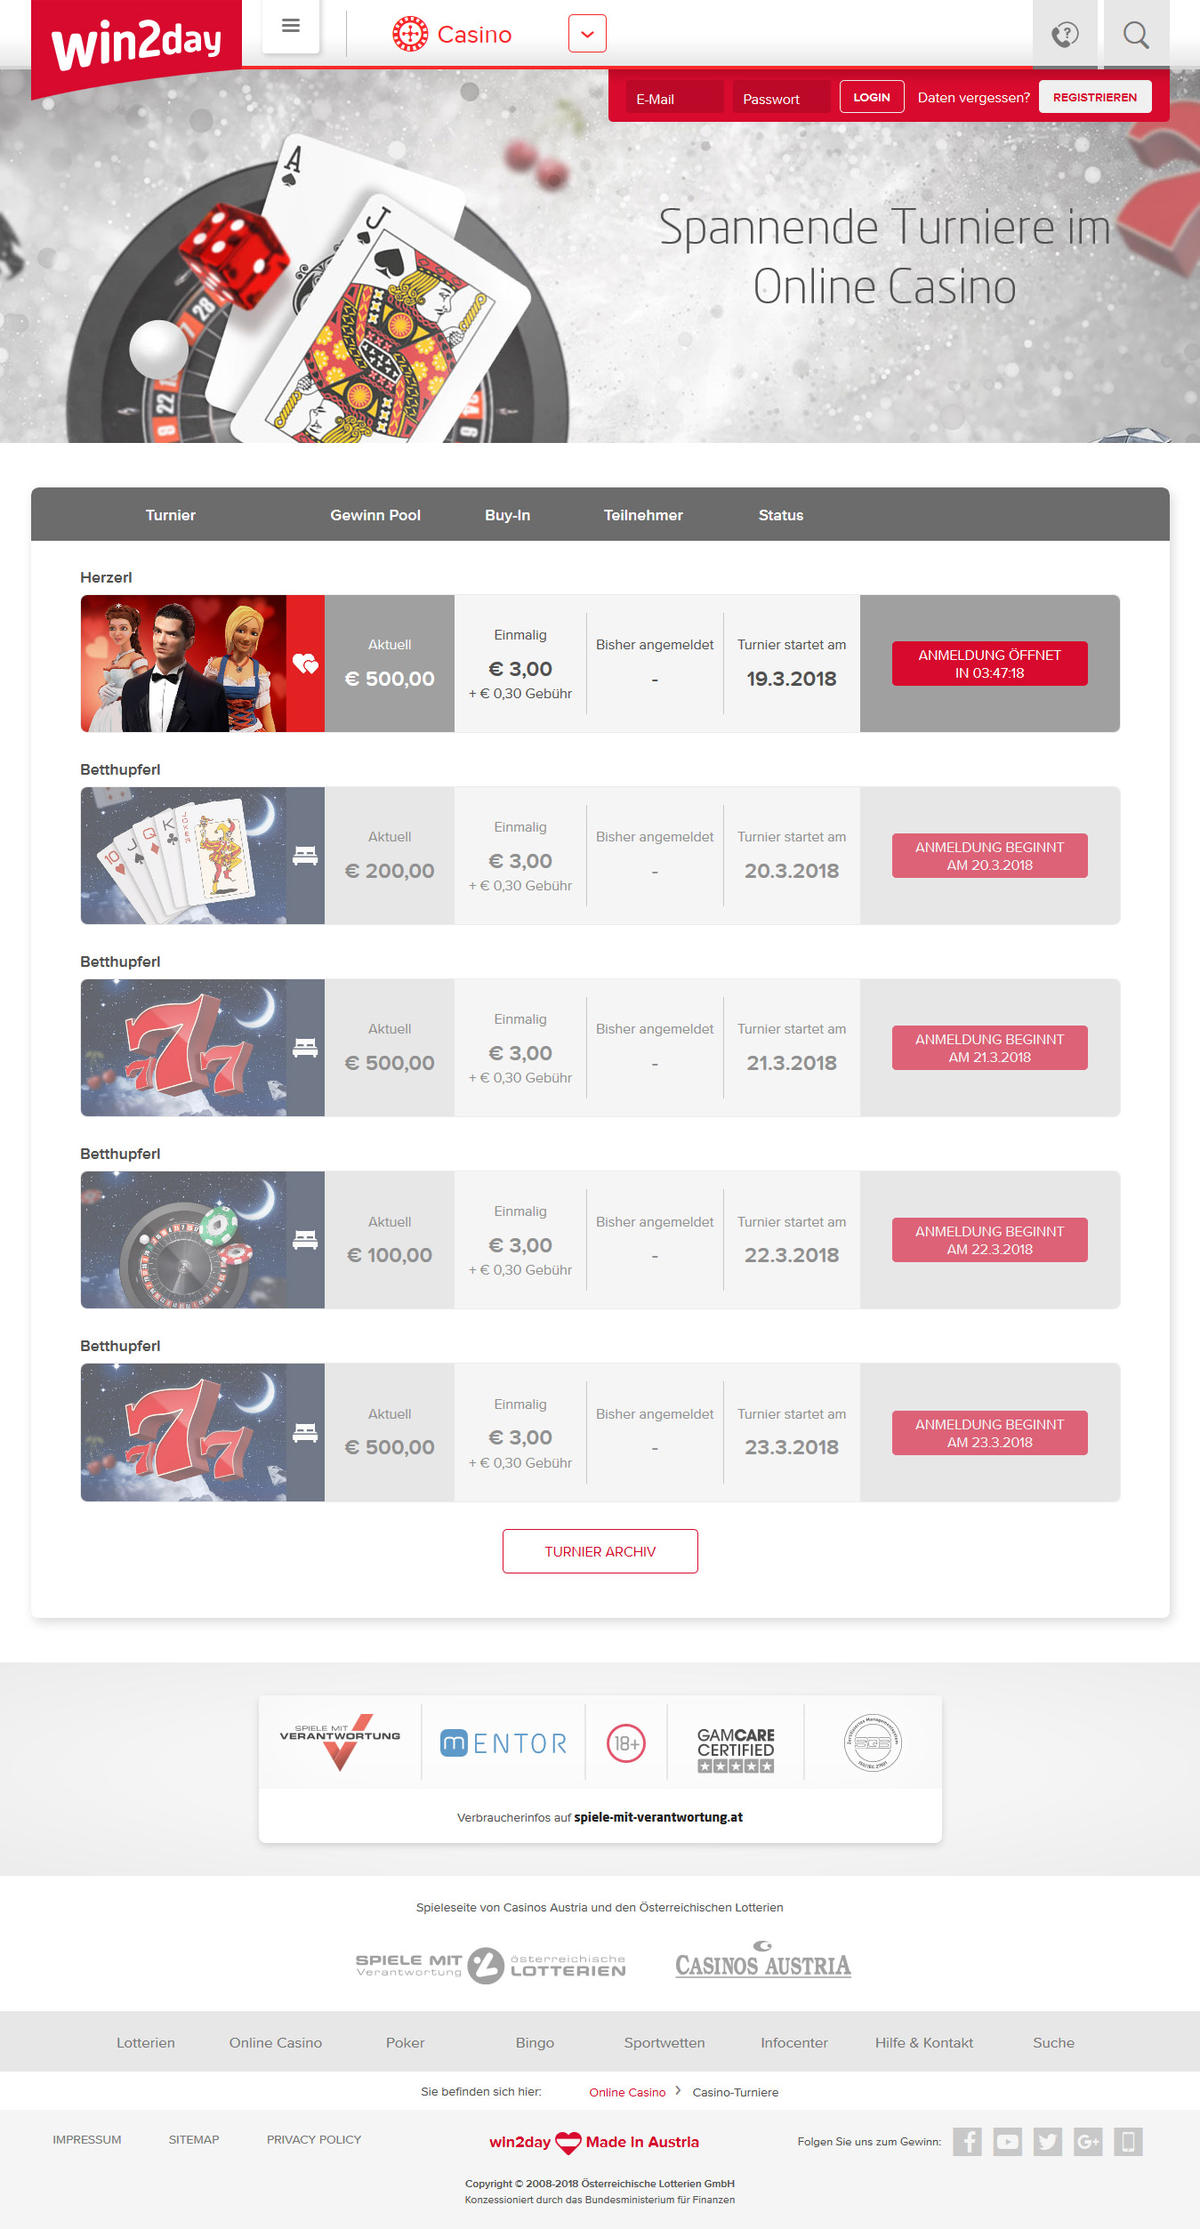 win2day
Casino
E-Mail
Passwort
LOGIN
Daten vergessen?
REGISTRIEREN
Spannende Turniere im
Online Casino
Turnier
Gewinn Pool
Buy-In
Teilnehmer
Status
Herzerl
Aktuell
€ 500,00
Einmalig
€ 3,00
+ € 0,30 Gebühr
Bisher angemeldet
-
Turnier startet am
19.3.2018
ANMELDUNG ÖFFNET
IN 03:47:18
Betthupferl
Aktuell
€ 200,00
Einmalig
€ 3,00
+ € 0,30 Gebühr
Bisher angemeldet
-
Turnier startet am
20.3.2018
ANMELDUNG BEGINNT
AM 20.3.2018
Betthupferl
Aktuell
€ 500,00
Einmalig
€ 3,00
+ € 0,30 Gebühr
Bisher angemeldet
-
Turnier startet am
21.3.2018
ANMELDUNG BEGINNT
AM 21.3.2018
Betthupferl
Aktuell
€ 100,00
Einmalig
€ 3,00
+ € 0,30 Gebühr
Bisher angemeldet
-
Turnier startet am
22.3.2018
ANMELDUNG BEGINNT
AM 22.3.2018
Betthupferl
Aktuell
€ 500,00
Einmalig
€ 3,00
+ € 0,30 Gebühr
Bisher angemeldet
-
Turnier startet am
23.3.2018
ANMELDUNG BEGINNT
AM 23.3.2018
TURNIER ARCHIV
SPIELE MIT
VERANTWORTUNG
mENTOR
18+
GAMCARE
CERTIFIED
SGS
Verbraucherinfos auf spiele-mit-verantwortung.at
Spieleseite von Casinos Austria und den Österreichischen Lotterien
SPIELE MIT
Verantwortung
österreichische
LOTTERIEN
CASINOS AUSTRIA
Lotterien
Online Casino
Poker
Bingo
Sportwetten
Infocenter
Hilfe & Kontakt
Suche
Sie befinden sich hier:
Online Casino
Casino-Turniere
IMPRESSUM
SITEMAP
PRIVACY POLICY
win2day
Made in Austria
Folgen Sie uns zum Gewinn:
Copyright © 2008-2018 Österreichische Lotterien GmbH
Konzessioniert durch das Bundesministerium für Finanzen